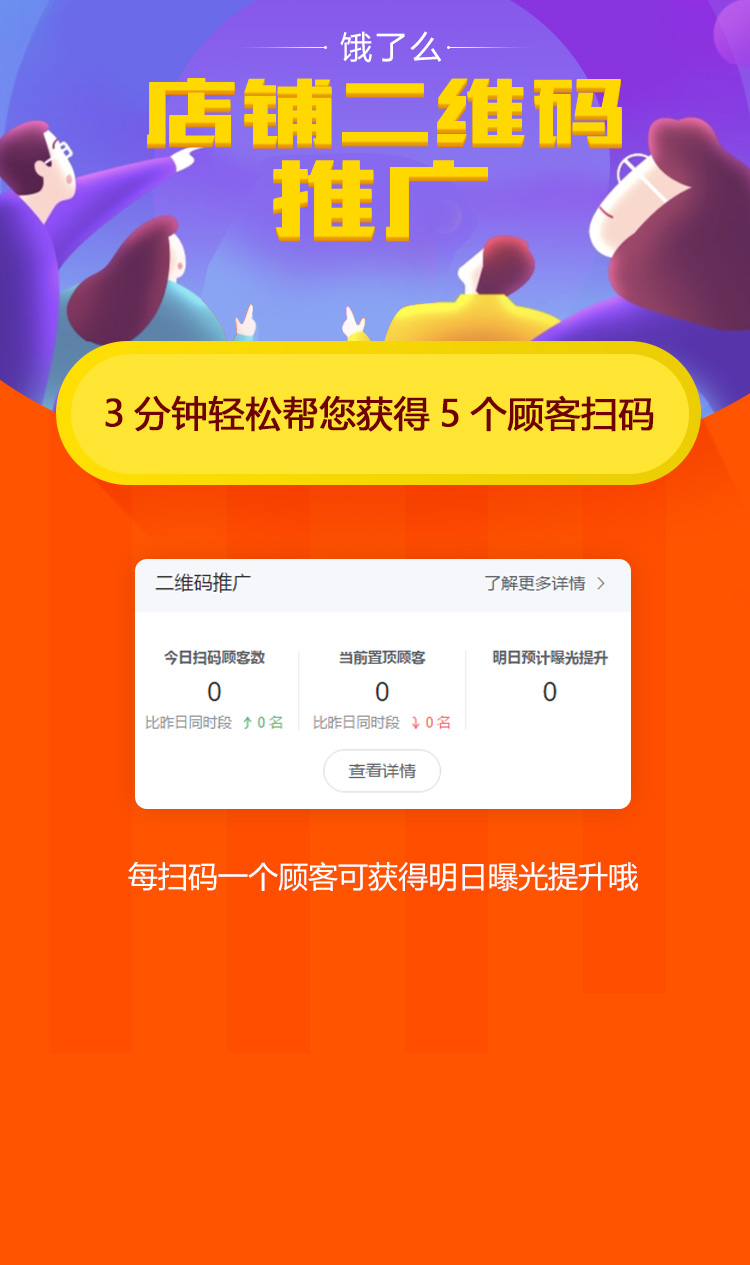 饿了么
店铺二维码
推广
3 分钟轻松帮您获得 5 个顾客扫码
二维码推广 了解更多详情 >
今日扫码顾客数 当前置顶顾客 明日预计曝光提升
0 0 0
比昨日同时段 ↑ 0 名 比昨日同时段 ↓ 0 名
查看详情
每扫码一个顾客可获得明日曝光提升哦